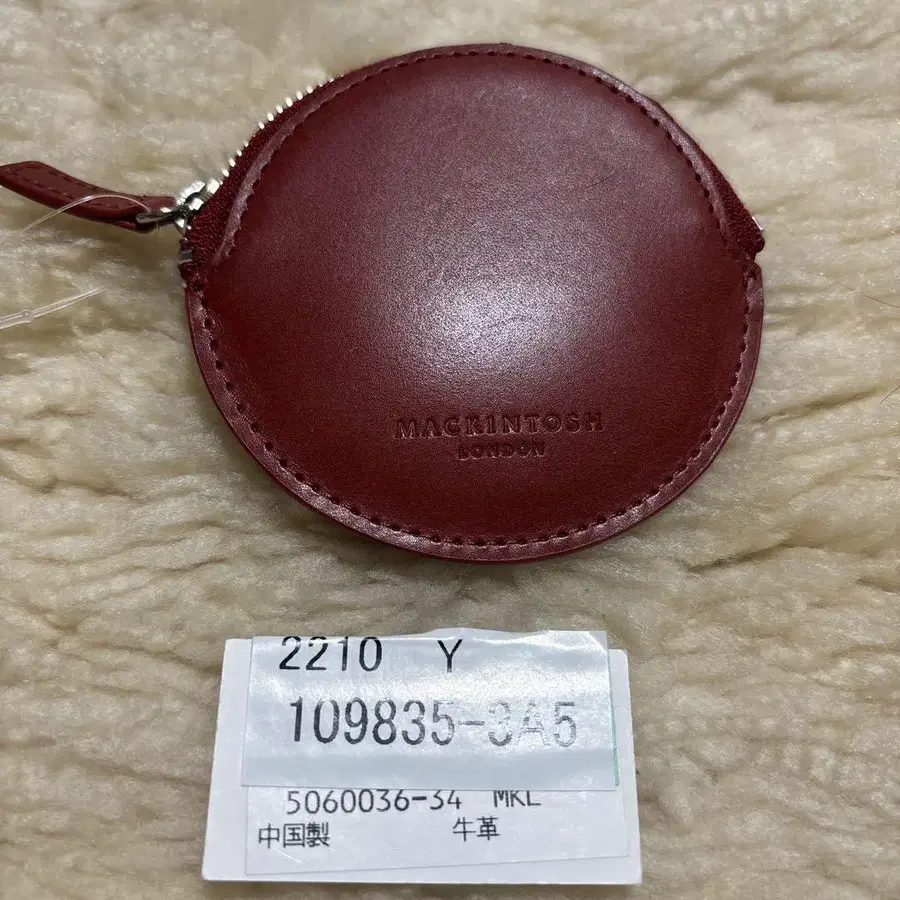 MACKINTOSH
LONDON
2210 Y
109835-3A5
5060036-34 MKL
中国製 牛革